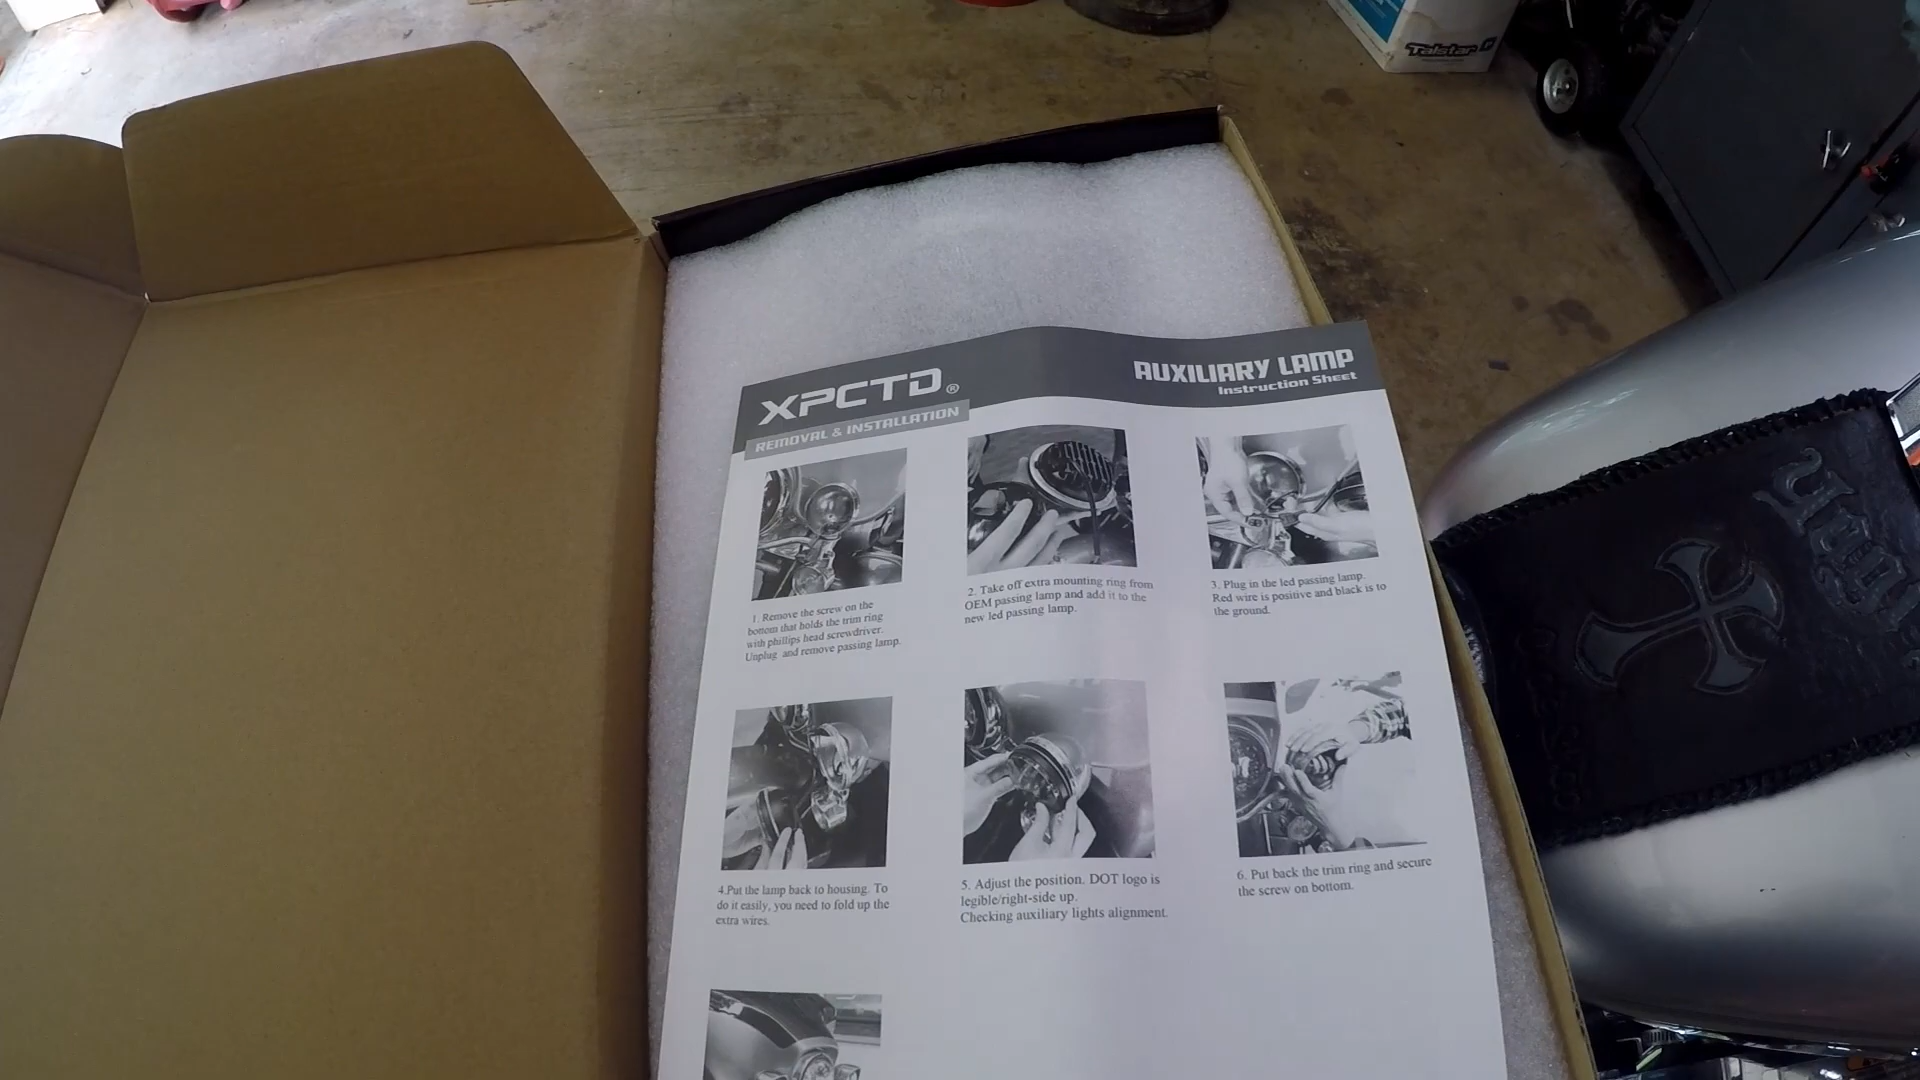 Talstar P
XPCTD®
AUXILIARY LAMP
Instruction Sheet
REMOVAL & INSTALLATION
1. Remove the screw on the
bottom that holds the trim ring
with phillips head screwdriver.
Unplug and remove passing lamp.
2. Take off extra mounting ring from
OEM passing lamp and add it to the
new led passing lamp.
3. Plug in the led passing lamp.
Red wire is positive and black is to
the ground.
4.Put the lamp back to housing. To
do it easily, you need to fold up the
extra wires.
5. Adjust the position. DOT logo is
legible/right-side up.
Checking auxiliary lights alignment.
6. Put back the trim ring and secure
the screw on bottom.